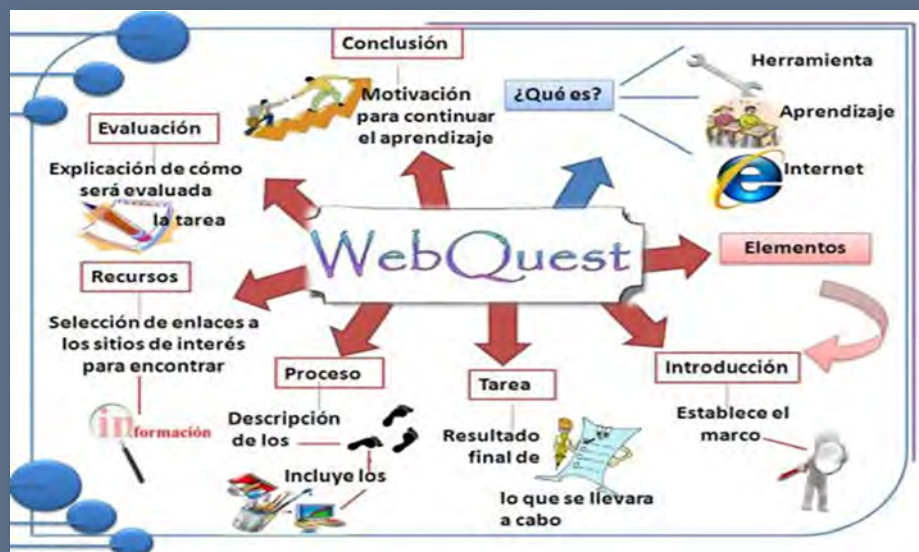 Conclusión
Motivación
para continuar
el aprendizaje
¿Qué es?
Herramienta
Aprendizaje
Internet
Evaluación
Explicación de cómo
será evaluada
la tarea
WebQuest
Elementos
Recursos
Selección de enlaces a
los sitios de interés
para encontrar
información
Proceso
Descripción
de los
Incluye los
Tarea
Resultado
final de
lo que se llevara
a cabo
Introducción
Establece el
marco